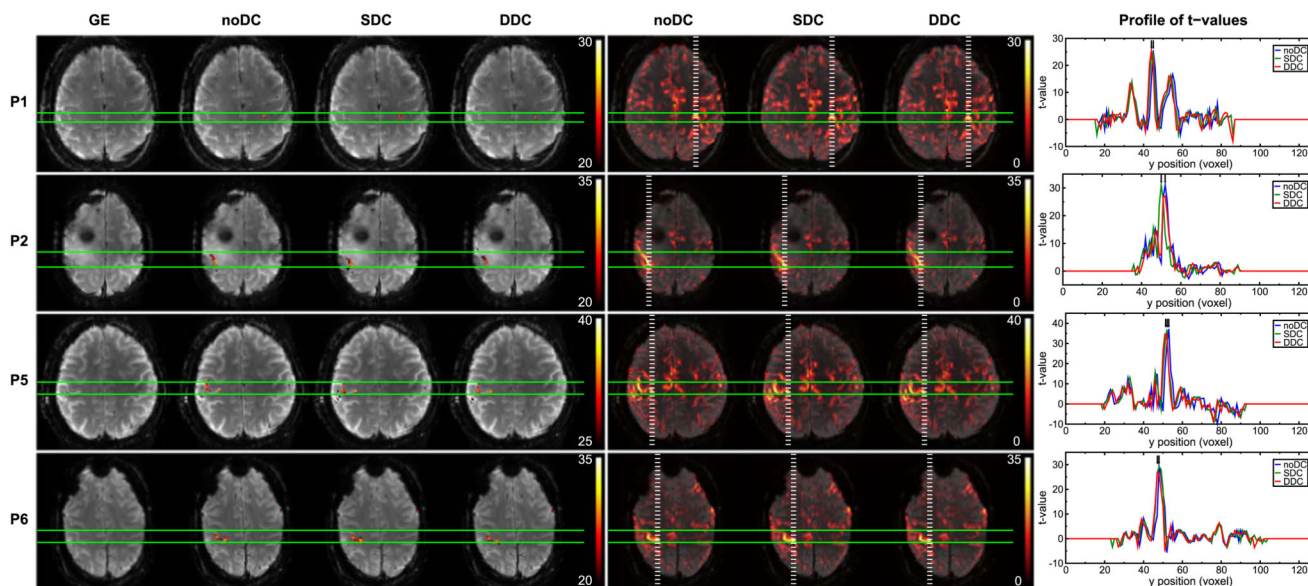 GE noDC SDC DDC noDC SDC DDC Profile of t−values
P1
30
20
30
0
t-value
30
20
10
0
-10
noDC
SDC
DDC
0 20 40 60 80 100 120
y position (voxel)
P2
35
20
35
0
t-value
30
20
10
0
noDC
SDC
DDC
0 20 40 60 80 100 120
y position (voxel)
P5
40
25
40
0
t-value
40
30
20
10
0
-10
noDC
SDC
DDC
0 20 40 60 80 100 120
y position (voxel)
P6
35
20
35
0
t-value
30
20
10
0
noDC
SDC
DDC
0 20 40 60 80 100 120
y position (voxel)